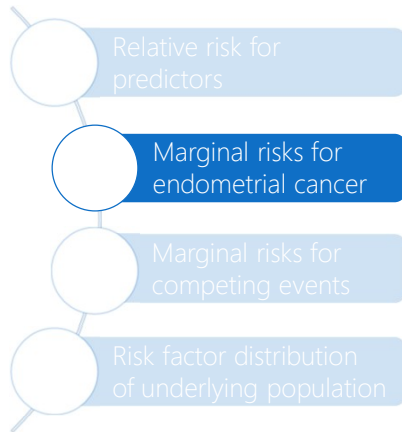 Relative risk for
predictors
Marginal risks for
endometrial cancer
Marginal risks for
competing events
Risk factor distribution
of underlying population